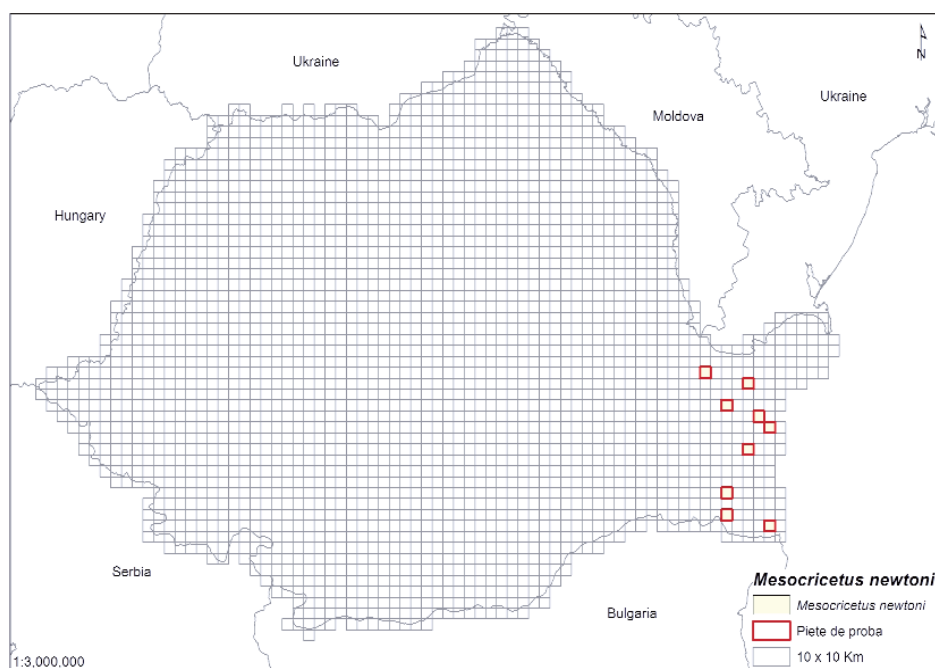 Ukraine
N
Ukraine
Moldova
Hungary
Serbia
Bulgaria
Mesocricetus newtoni
Mesocricetus newtoni
Piete de proba
10 x 10 Km
1:3,000,000